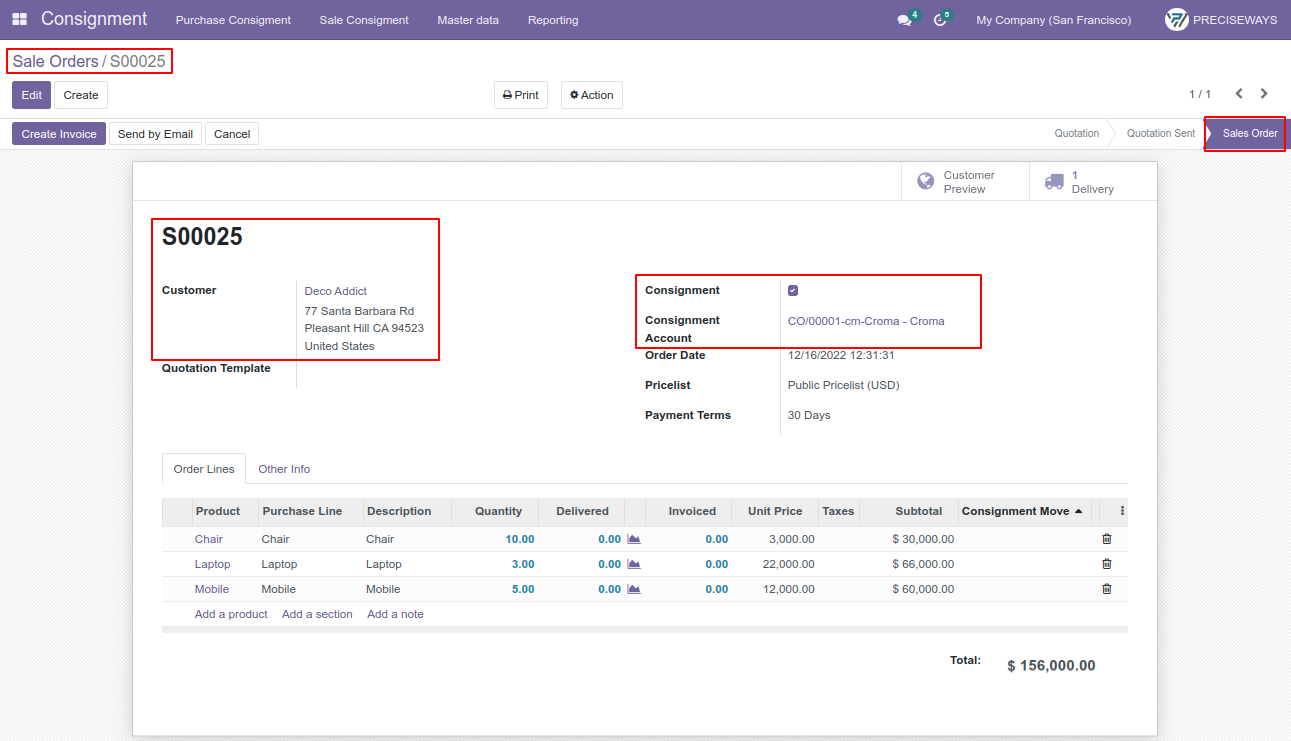 Consignment Purchase Consignment Sale Consignment Master data Reporting 4 5 My Company (San Francisco) PRECISEWAYS
Sale Orders / S00025
Edit Create Print Action 1 / 1
Create Invoice Send by Email Cancel Quotation Quotation Sent Sales Order
Customer
Preview
1
Delivery
S00025
Customer
Deco Addict
77 Santa Barbara Rd
Pleasant Hill CA 94523
United States
Quotation Template
Consignment
Consignment
Account
CO/00001-cm-Croma - Croma
Order Date 12/16/2022 12:31:31
Pricelist Public Pricelist (USD)
Payment Terms 30 Days
Order Lines Other Info
Product Purchase Line Description Quantity Delivered Invoiced Unit Price Taxes Subtotal Consignment Move
Chair Chair Chair 10.00 0.00 0.00 3,000.00 $ 30,000.00
Laptop Laptop Laptop 3.00 0.00 0.00 22,000.00 $ 66,000.00
Mobile Mobile Mobile 5.00 0.00 0.00 12,000.00 $ 60,000.00
Add a product Add a section Add a note
Total: $ 156,000.00